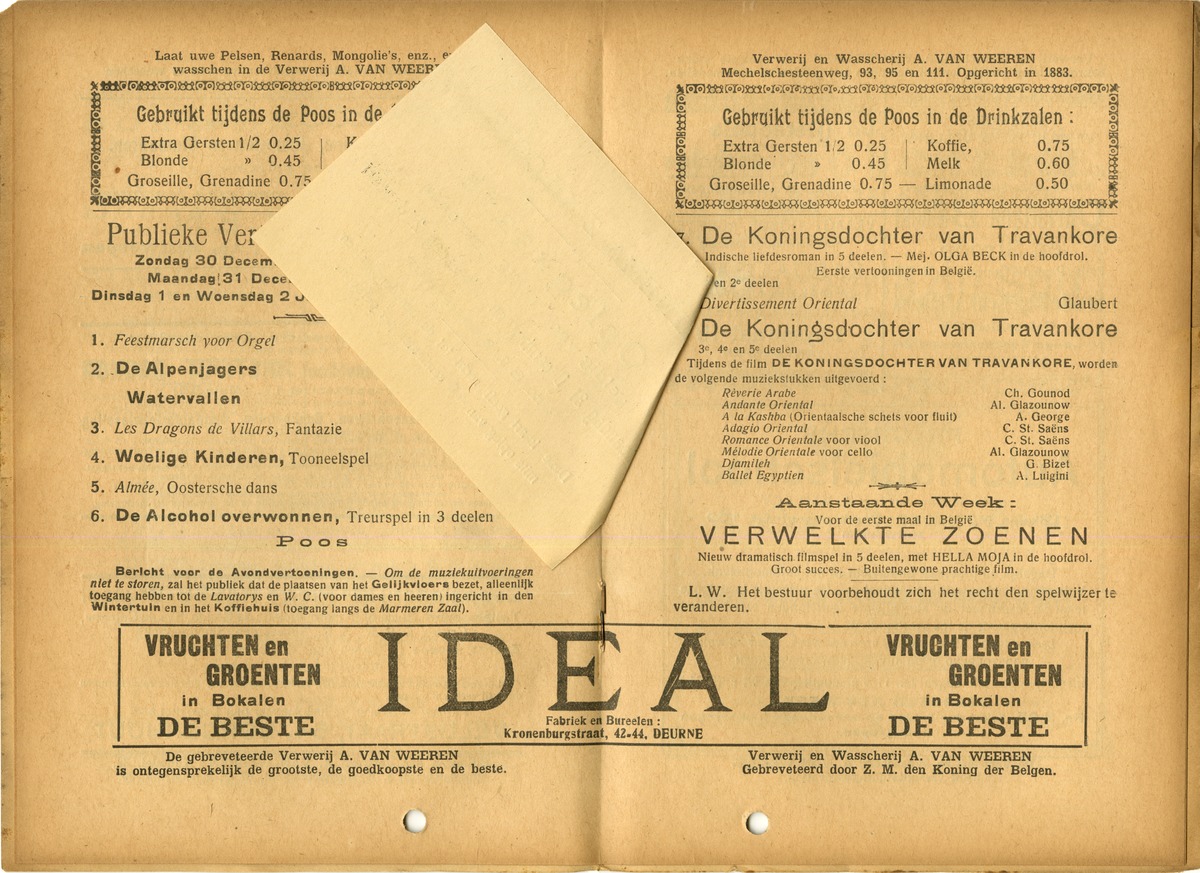 Laat uwe Pelsen, Renards, Mongolie's, enz.,
wasschen in de Verwerij A. VAN
Gebruikt tijdens de Poos in de
Extra Gersten 1/2 0.25
Blonde » 0.45
Groseille, Grenadine 0.75
Publieke
Zondag 30
Maandag 31
Dinsdag 1 en Woensdag 2
1. Feestmarsch voor Orgel
2. De Alpenjagers
Watervallen
3. Les Dragons de Villars, Fantazie
4. Woelige Kinderen, Tooneelspel
5. Almée, Oostersche dans
6. De Alcohol overwonnen, Treurspel in 3 deelen
Poos
Bericht voor de Avondvertoeningen. — Om de muziekuitvoeringen
niet te storen, zal het publiek dat de plaatsen van het Gelijkvloers bezet, alleenlijk
toegang hebben tot de Lavatorys en W. C. (voor dames en heeren) ingericht in den
Wintertuin en in het Koffiehuis (toegang langs de Marmeren Zaal).
Verwerij en Wasscherij A. VAN WEEREN
Mechelschesteenweg, 93, 95 en 111. Opgericht in 1883.
Gebruikt tijdens de Poos in de Drinkzalen :
Extra Gersten 1/2 0.25 Koffie, 0.75
Blonde » 0.45 Melk 0.60
Groseille, Grenadine 0.75 — Limonade 0.50
7. De Koningsdochter van Travankore
Indische liefdesroman in 5 deelen. — Mej. OLGA BECK in de hoofdrol.
Eerste vertooningen in België.
en 2e deelen
Divertissement Oriental Glaubert
De Koningsdochter van Travankore
3e, 4e en 5e deelen
Tijdens de film DE KONINGSDOCHTER VAN TRAVANKORE, worden
de volgende muziekstukken uitgevoerd :
Rêverie Arabe Ch. Gounod
Andante Oriental Al. Glazounow
A la Kashba (Orientaalsche schets voor fluit) A. George
Adagio Oriental C. St. Saëns
Romance Orientale voor viool C. St. Saëns
Mélodie Orientale voor cello Al. Glazounow
Djamileh G. Bizet
Ballet Egyptien A. Luigini
Aanstaande Week :
Voor de eerste maal in België
VERWELKTE ZOENEN
Nieuw dramatisch filmspel in 5 deelen, met HELLA MOJA in de hoofdrol.
Groot succes. — Buitengewone prachtige film.
L. W. Het bestuur voorbehoudt zich het recht den spelwijzer te
veranderen.
VRUCHTEN en
GROENTEN
in Bokalen
DE BESTE
IDEAL
Fabriek en Bureelen :
Kronenburgstraat, 42-44, DEURNE
VRUCHTEN en
GROENTEN
in Bokalen
DE BESTE
De gebreveteerde Verwerij A. VAN WEEREN
is ontegensprekelijk de grootste, de goedkoopste en de beste.
Verwerij en Wasscherij A. VAN WEEREN
Gebreveteerd door Z. M. den Koning der Belgen.